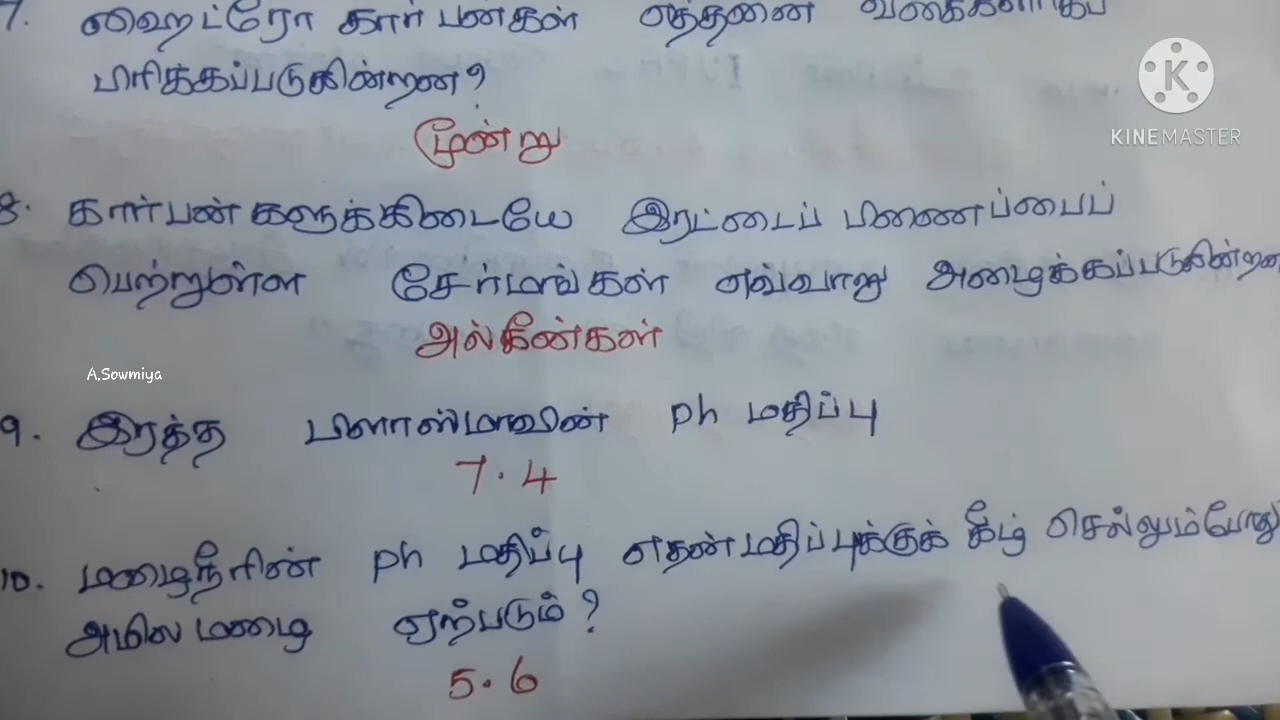 7. ஹைட்ரோ கார்பன்கள் எத்தனை வகைகளாகப்
பிரிக்கப்படுகின்றன?
மூன்று
8. கார்பன்களுக்கிடையே இரட்டைப் பிணைப்பைப்
பெற்றுள்ள சேர்மங்கள் எவ்வாறு அழைக்கப்படுகின்றன
அல்கீன்கள்
9. இரத்த பிளாஸ்மாவின் Ph மதிப்பு
7.4
10. மழைநீரின் Ph மதிப்பு எதன்மதிப்புக்குக் கீழ் செல்லும்போது
அமில மழை ஏற்படும்?
5.6
K
KINEMASTER
A.Sowmiya